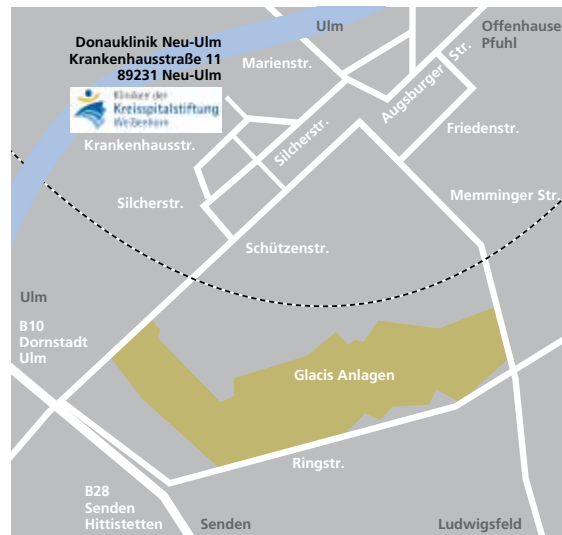 Ulm
Offenhause
Pfuhl
Donauklinik Neu-Ulm
Krankenhausstraße 11
89231 Neu-Ulm
Marienstr.
Augsburger Str.
Kliniken der
Kreisspitalstiftung
Weißenhorn
Friedenstr.
Krankenhausstr.
Silcherstr.
Silcherstr.
Memminger Str.
Schützenstr.
Ulm
B10
Dornstadt
Ulm
Glacis Anlagen
Ringstr.
B28
Senden
Hittistetten
Senden
Ludwigsfeld